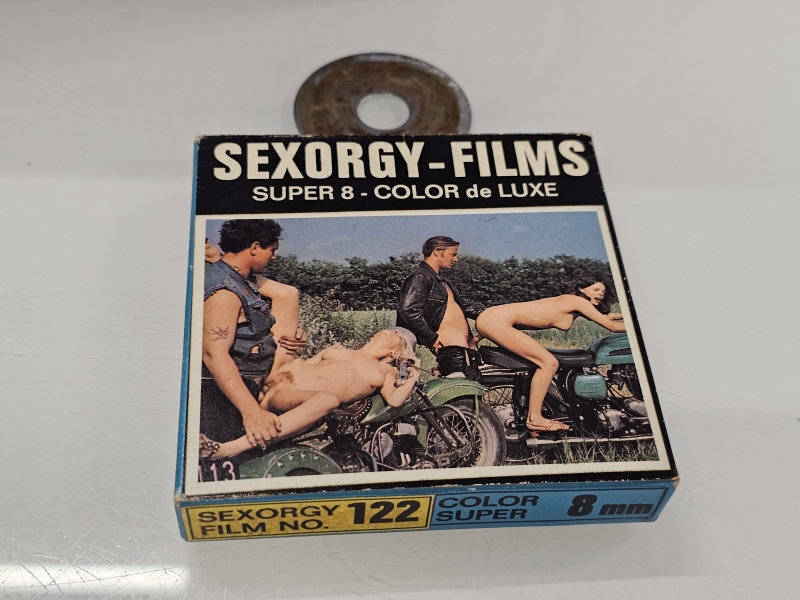 SEXORGY-FILMS
SUPER 8 - COLOR de LUXE
13
SEXORGY
FILM NO. 122
COLOR
SUPER 8 mm